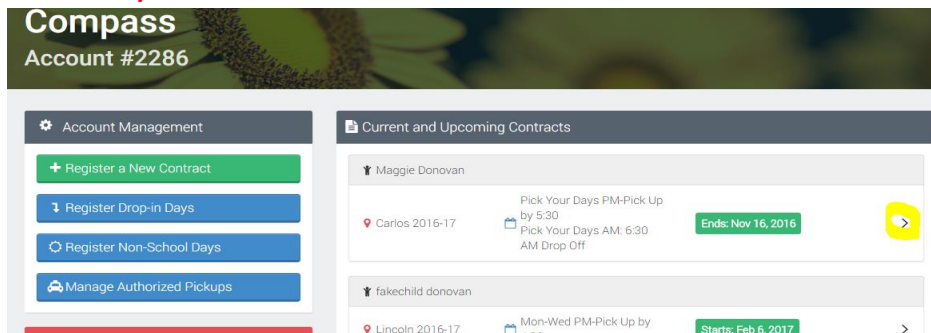 Compass
Account #2286
Account Management
Register a New Contract
Register Drop-in Days
Register Non-School Days
Manage Authorized Pickups
Current and Upcoming Contracts
Maggie Donovan
Carlos 2016-17
Pick Your Days PM-Pick Up
by 5:30
Pick Your Days AM: 6:30
AM Drop Off
Ends: Nov 16, 2016
fakechild donovan
Lincoln 2016-17
Mon-Wed PM-Pick Up by
Starts: Feb 6, 2017